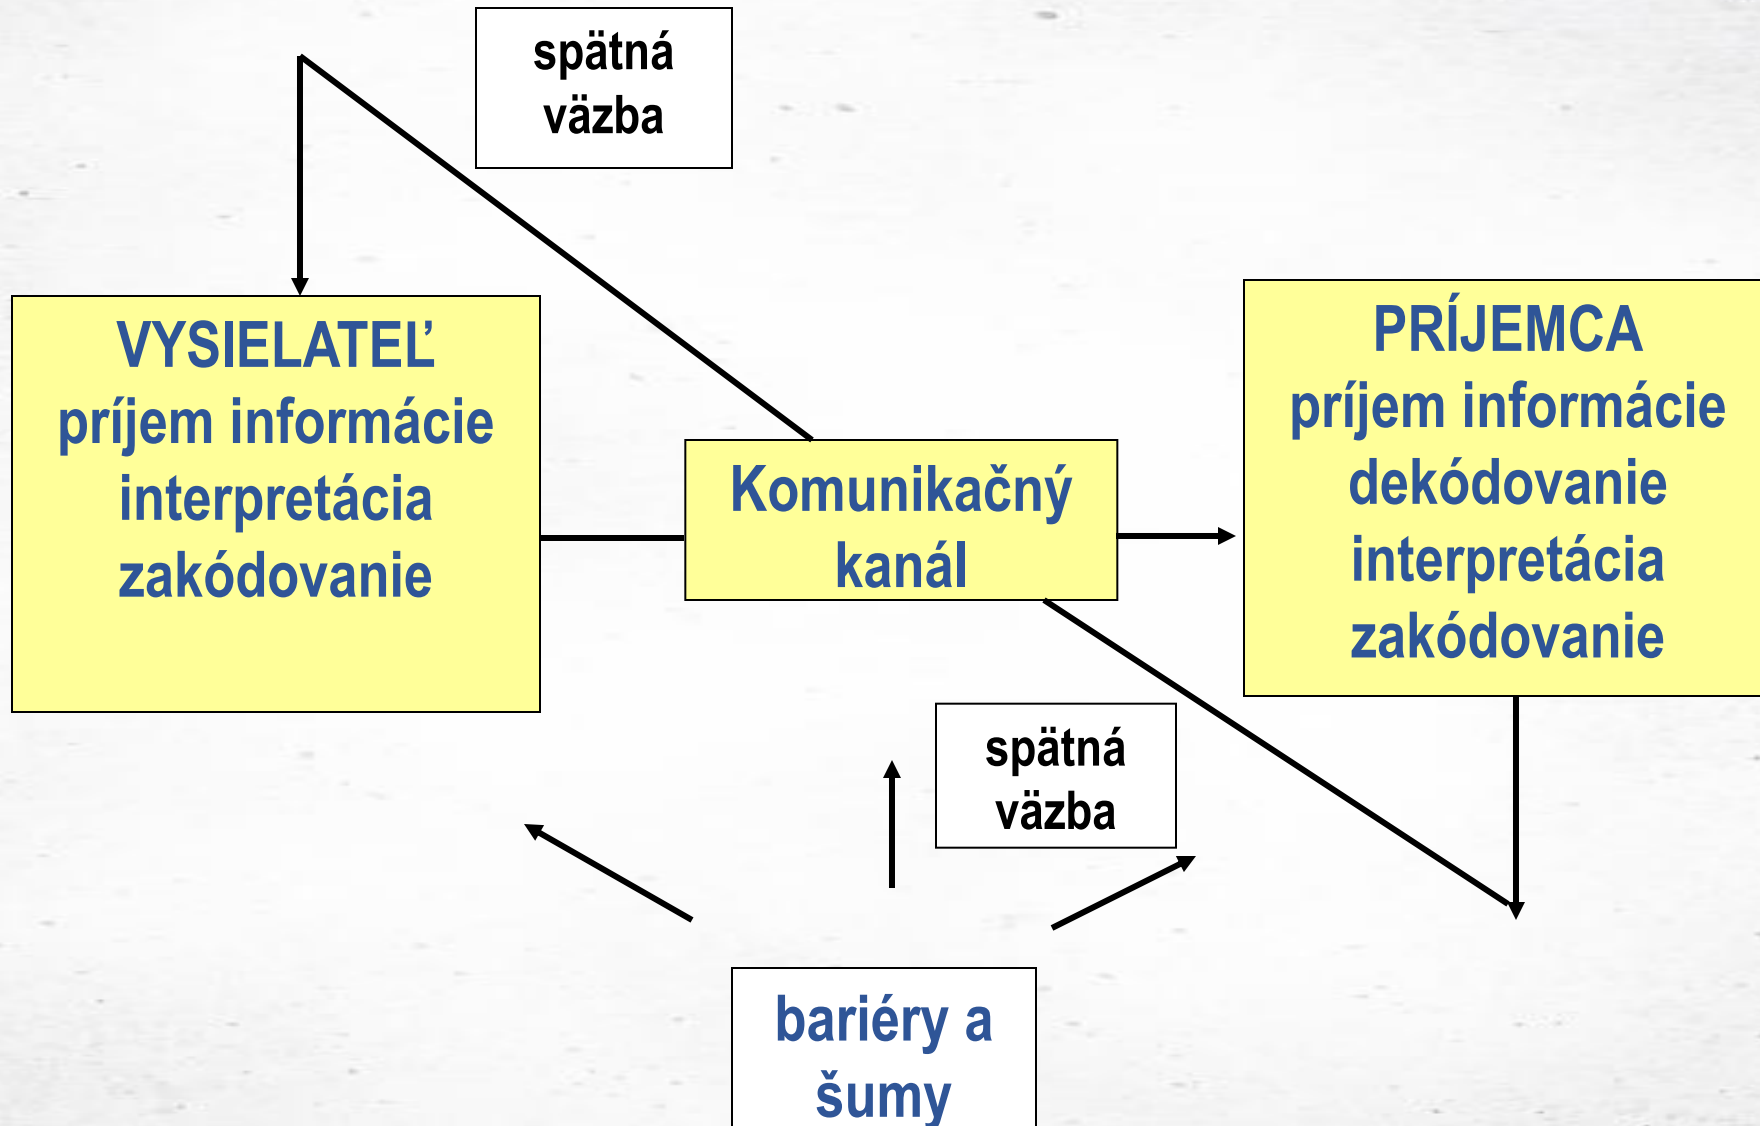 spätná
väzba
VYSIELATEĽ
príjem informácie
interpretácia
zakódovanie
Komunikačný
kanál
PRÍJEMCA
príjem informácie
dekódovanie
interpretácia
zakódovanie
spätná
väzba
bariéry a
šumy